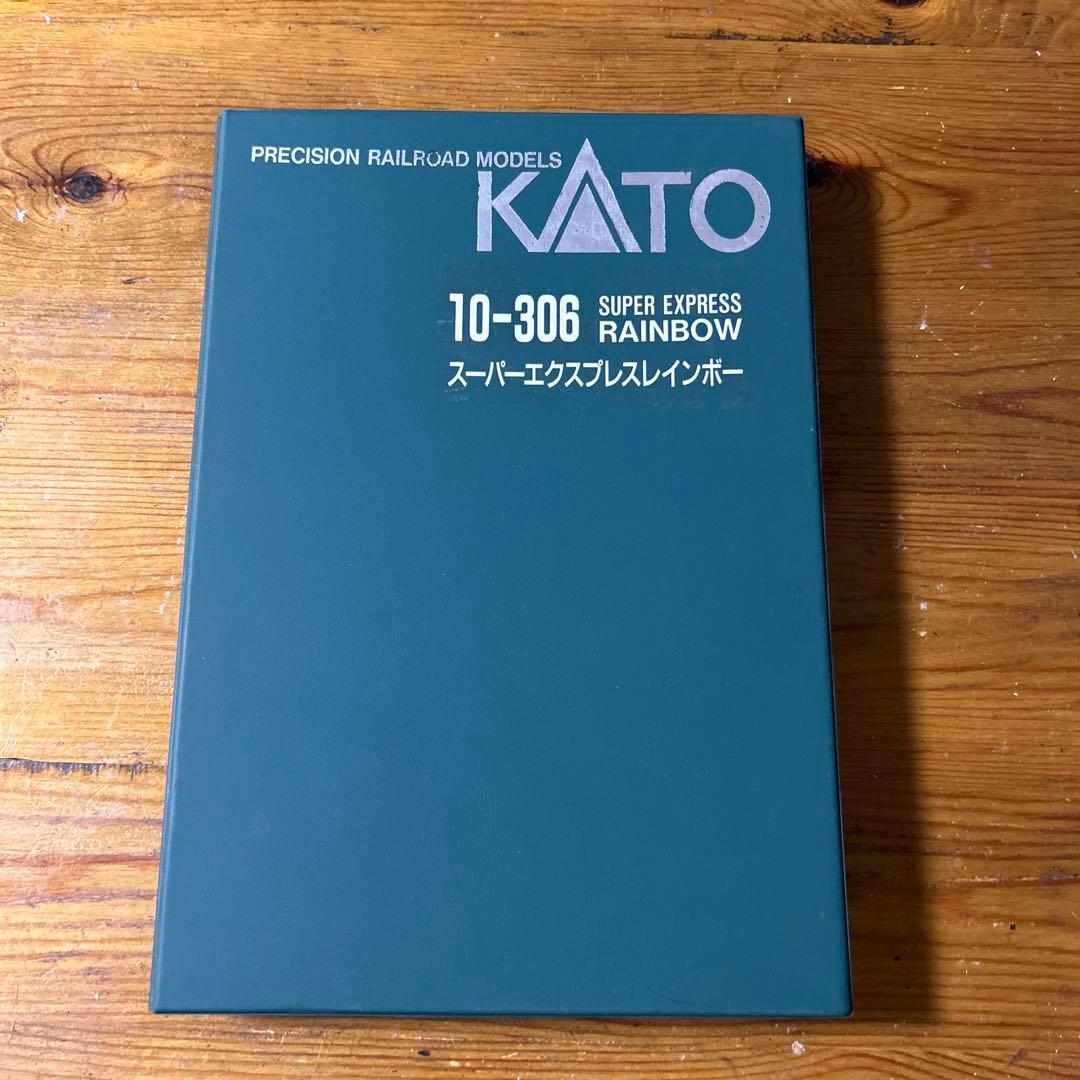 PRECISION RAILROAD MODELS
KATO
10-306 SUPER EXPRESS
RAINBOW
スーパーエクスプレスレインボー